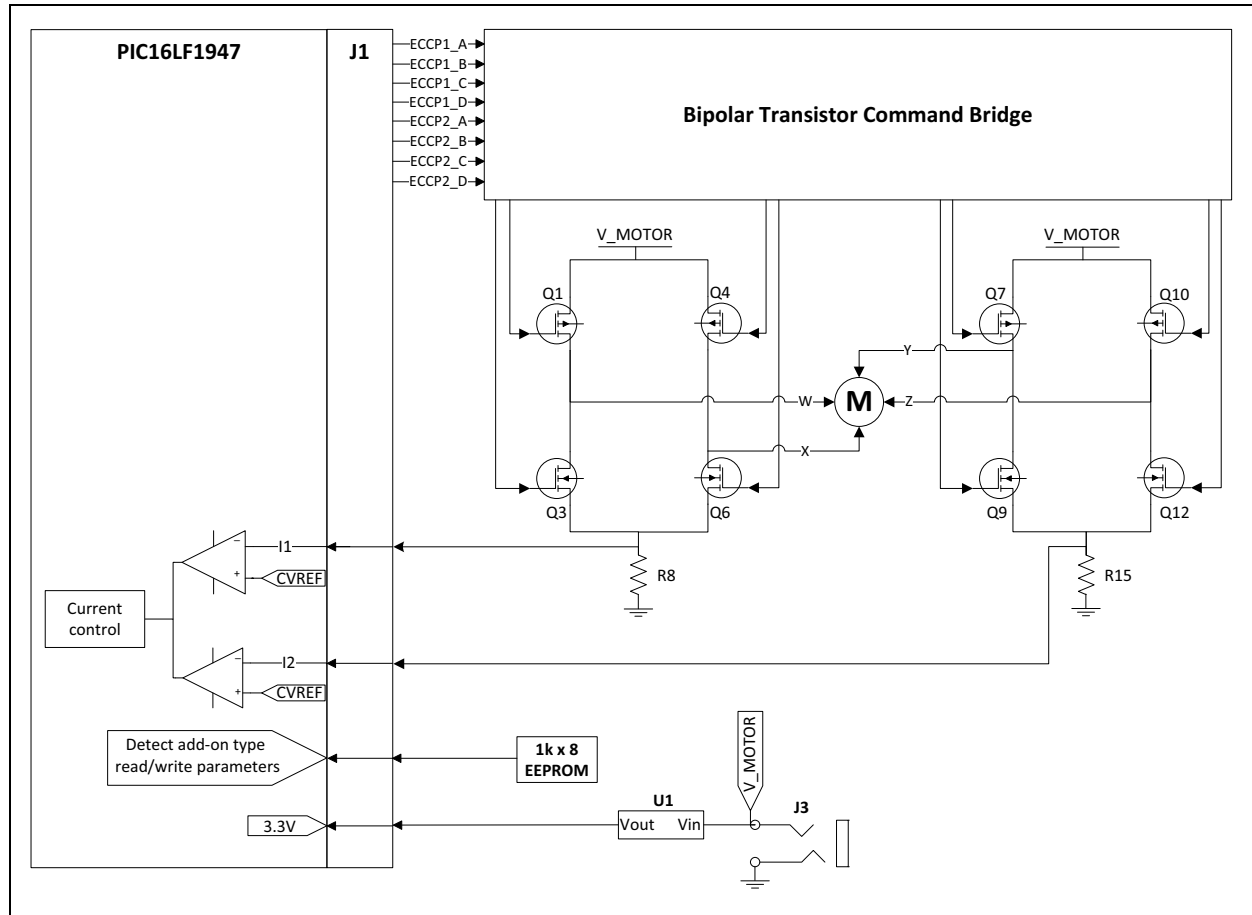 PIC16LF1947
J1
ECCP1_A
ECCP1_B
ECCP1_C
ECCP1_D
ECCP2_A
ECCP2_B
ECCP2_C
ECCP2_D
Bipolar Transistor Command Bridge
V_MOTOR
V_MOTOR
Q1
Q4
Q7
Q10
Y
W
M
Z
X
Q3
Q6
Q9
Q12
I1
−
+
CVREF
R8
R15
Current
control
I2
−
+
CVREF
Detect add-on type
read/write parameters
1k x 8
EEPROM
V_MOTOR
J3
U1
3.3V
Vout Vin